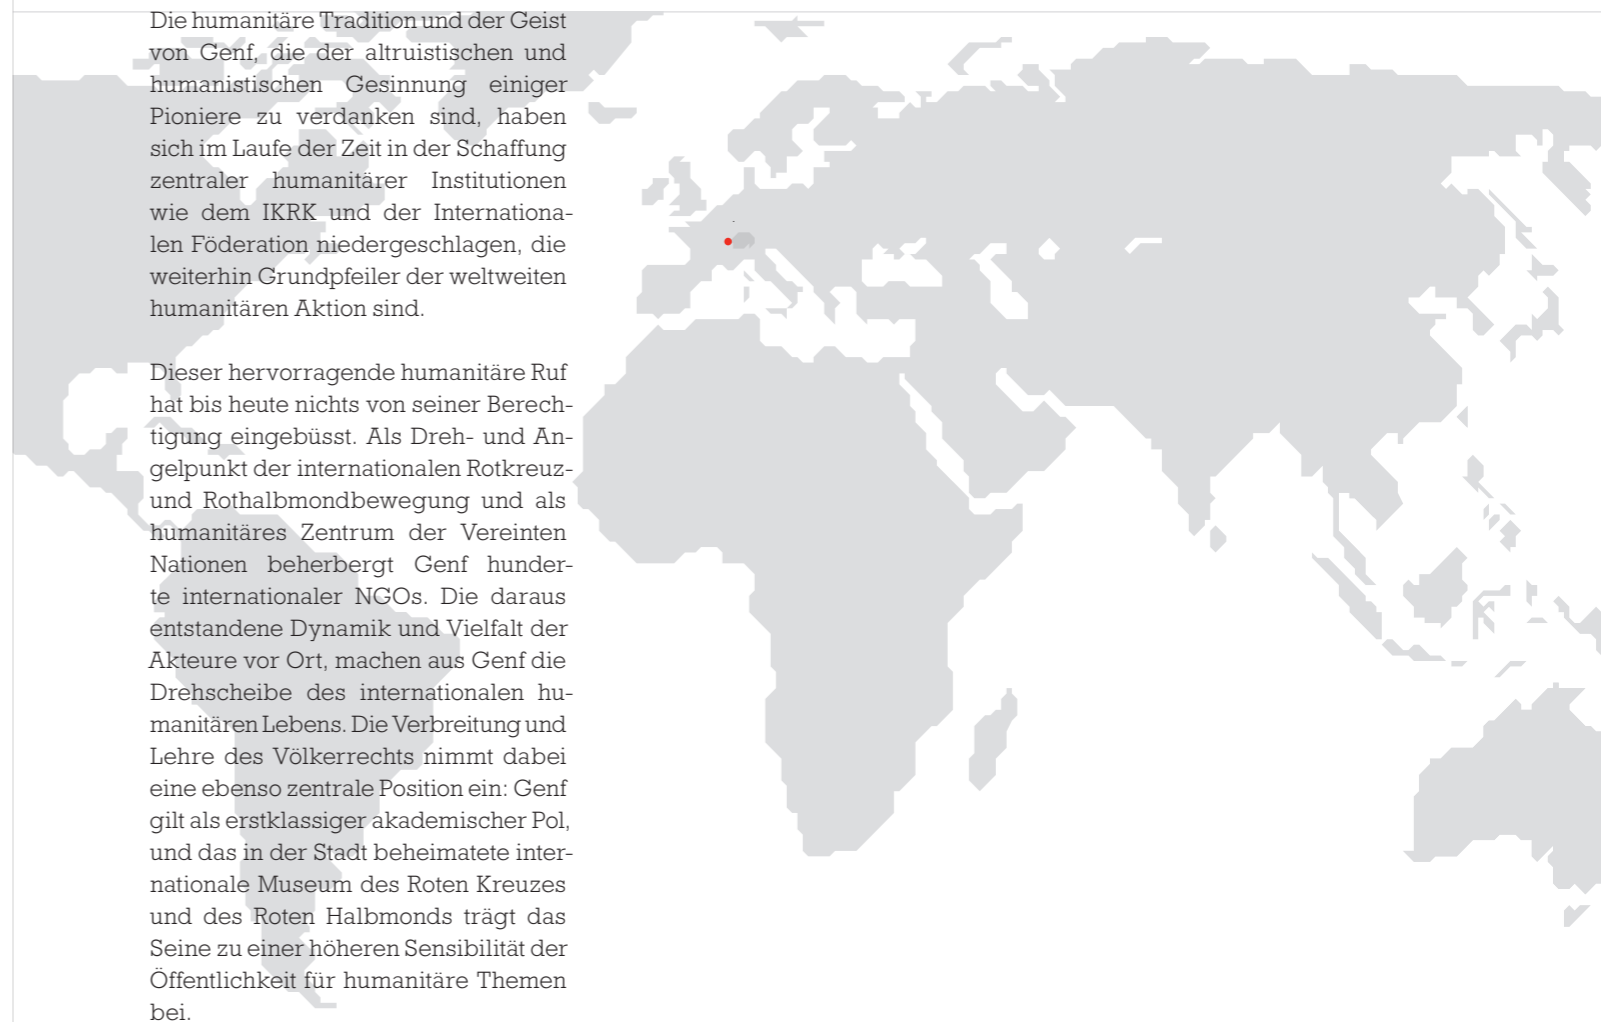 Die humanitäre Tradition und der Geist
von Genf, die der altruistischen und
humanistischen Gesinnung einiger
Pioniere zu verdanken sind, haben
sich im Laufe der Zeit in der Schaffung
zentraler humanitärer Institutionen
wie dem IKRK und der Internationa-
len Föderation niedergeschlagen, die
weiterhin Grundpfeiler der weltweiten
humanitären Aktion sind.
Dieser hervorragende humanitäre Ruf
hat bis heute nichts von seiner Berech-
tigung eingebüsst. Als Dreh- und An-
gelpunkt der internationalen Rotkreuz-
und Rothalbmondbewegung und als
humanitäres Zentrum der Vereinten
Nationen beherbergt Genf hunder-
te internationaler NGOs. Die daraus
entstandene Dynamik und Vielfalt der
Akteure vor Ort, machen aus Genf die
Drehscheibe des internationalen hu-
manitären Lebens. Die Verbreitung und
Lehre des Völkerrechts nimmt dabei
eine ebenso zentrale Position ein: Genf
gilt als erstklassiger akademischer Pol,
und das in der Stadt beheimatete inter-
nationale Museum des Roten Kreuzes
und des Roten Halbmonds trägt das
Seine zu einer höheren Sensibilität der
Öffentlichkeit für humanitäre Themen
bei.